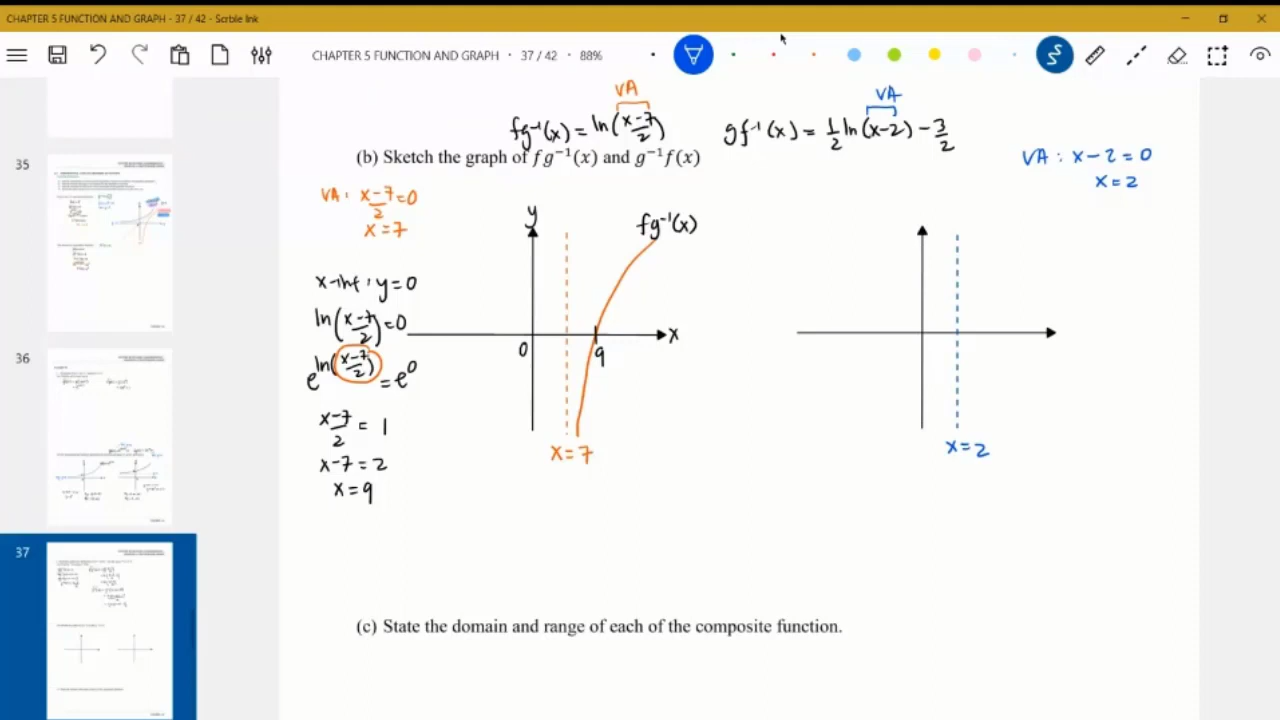 CHAPTER 5 FUNCTION AND GRAPH - 37 / 42 - Scrble Ink
CHAPTER 5 FUNCTION AND GRAPH • 37 / 42 • 88%
35
36
37
VA
VA
fg⁻¹(x) = ln(x-7/2)
gf⁻¹(x) = 1/2 ln(x-2) - 3/2
(b) Sketch the graph of fg⁻¹(x) and g⁻¹f(x)
VA : x-2 = 0
x = 2
VA : x-7/2 = 0
x = 7
y
fg⁻¹(x)
x-int : y = 0
ln(x-7/2) = 0
0
9
x
e^ln(x-7/2) = e^0
x-7/2 = 1
x-7 = 2
x = 9
x = 7
x = 2
(c) State the domain and range of each of the composite function.